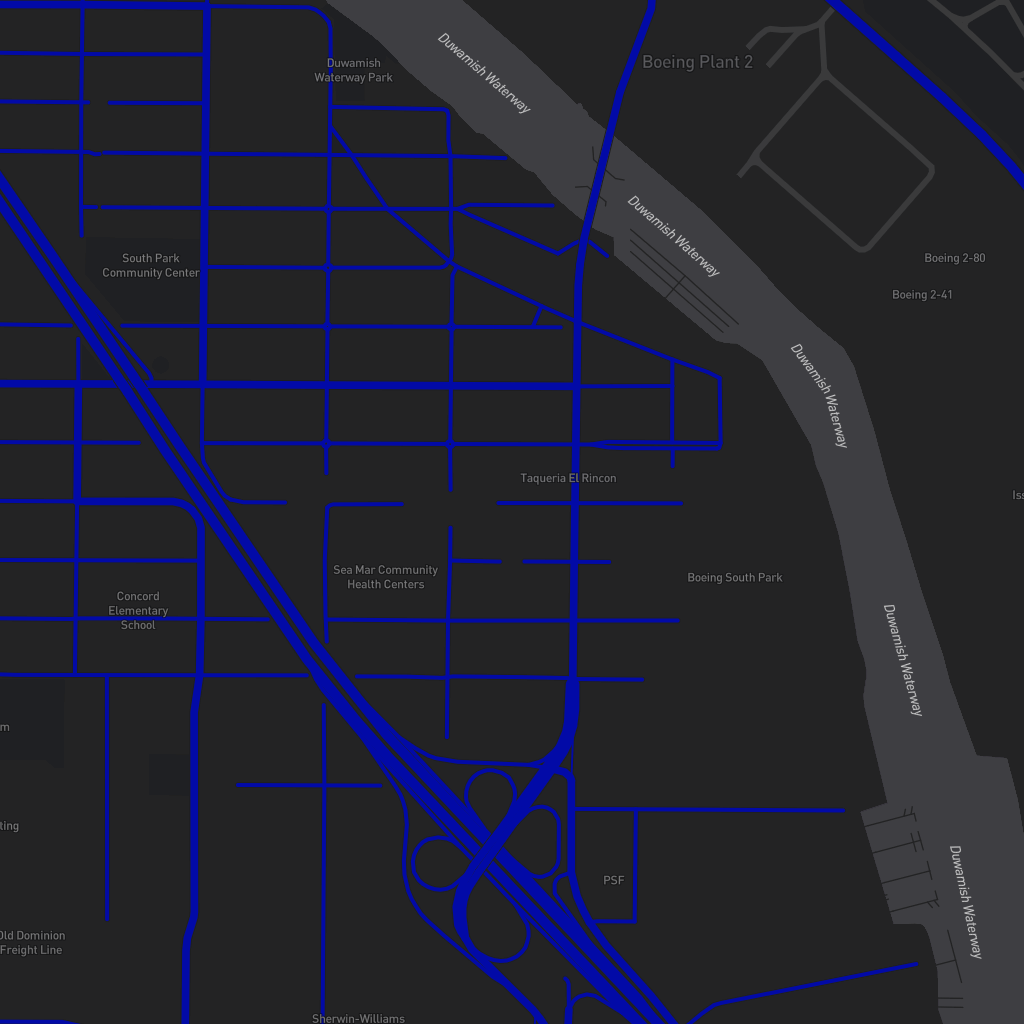 Duwamish Waterway
Boeing Plant 2
Duwamish
Waterway Park
Duwamish Waterway
South Park
Community Center
Boeing 2-80
Boeing 2-41
Duwamish Waterway
Taqueria El Rincon
Iss
Sea Mar Community
Health Centers
Boeing South Park
Concord
Elementary
School
Duwamish Waterway
m
ting
Duwamish Waterway
PSF
Old Dominion
Freight Line
Sherwin-Williams